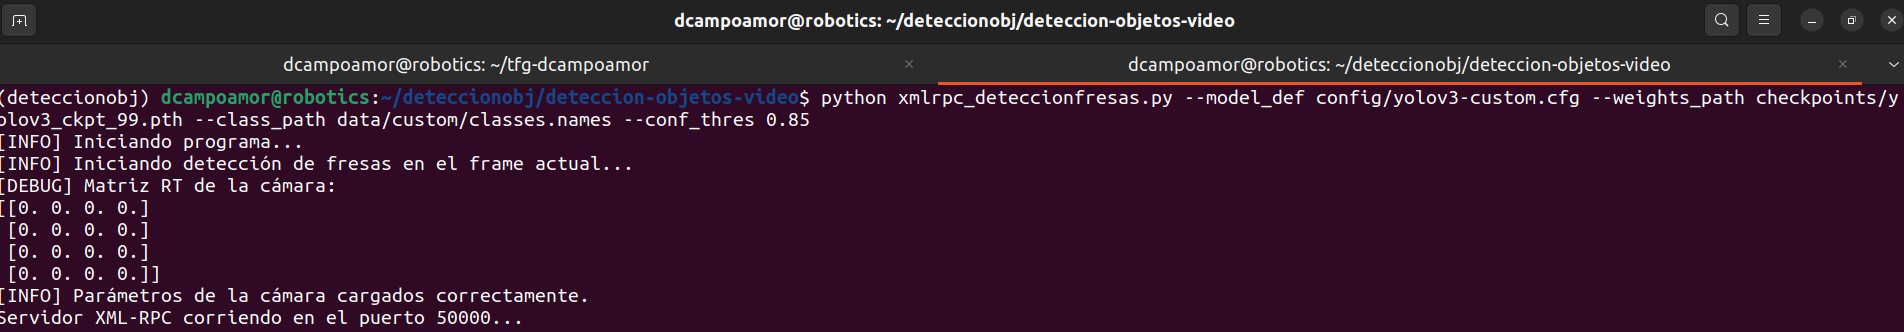 dcampoamor@robotics: ~/deteccionobj/deteccion-objetos-video
dcampoamor@robotics: ~/tfg-dcampoamor
dcampoamor@robotics: ~/deteccionobj/deteccion-objetos-video
(deteccionobj) dcampoamor@robotics:~/deteccionobj/deteccion-objetos-video$ python xmlrpc_deteccionfresas.py --model_def config/yolov3-custom.cfg --weights_path checkpoints/y
olov3_ckpt_99.pth --class_path data/custom/classes.names --conf_thres 0.85
[INFO] Iniciando programa...
[INFO] Iniciando detección de fresas en el frame actual...
[DEBUG] Matriz RT de la cámara:
[[0. 0. 0. 0.]
 [0. 0. 0. 0.]
 [0. 0. 0. 0.]
 [0. 0. 0. 0.]]
[INFO] Parámetros de la cámara cargados correctamente.
Servidor XML-RPC corriendo en el puerto 50000...